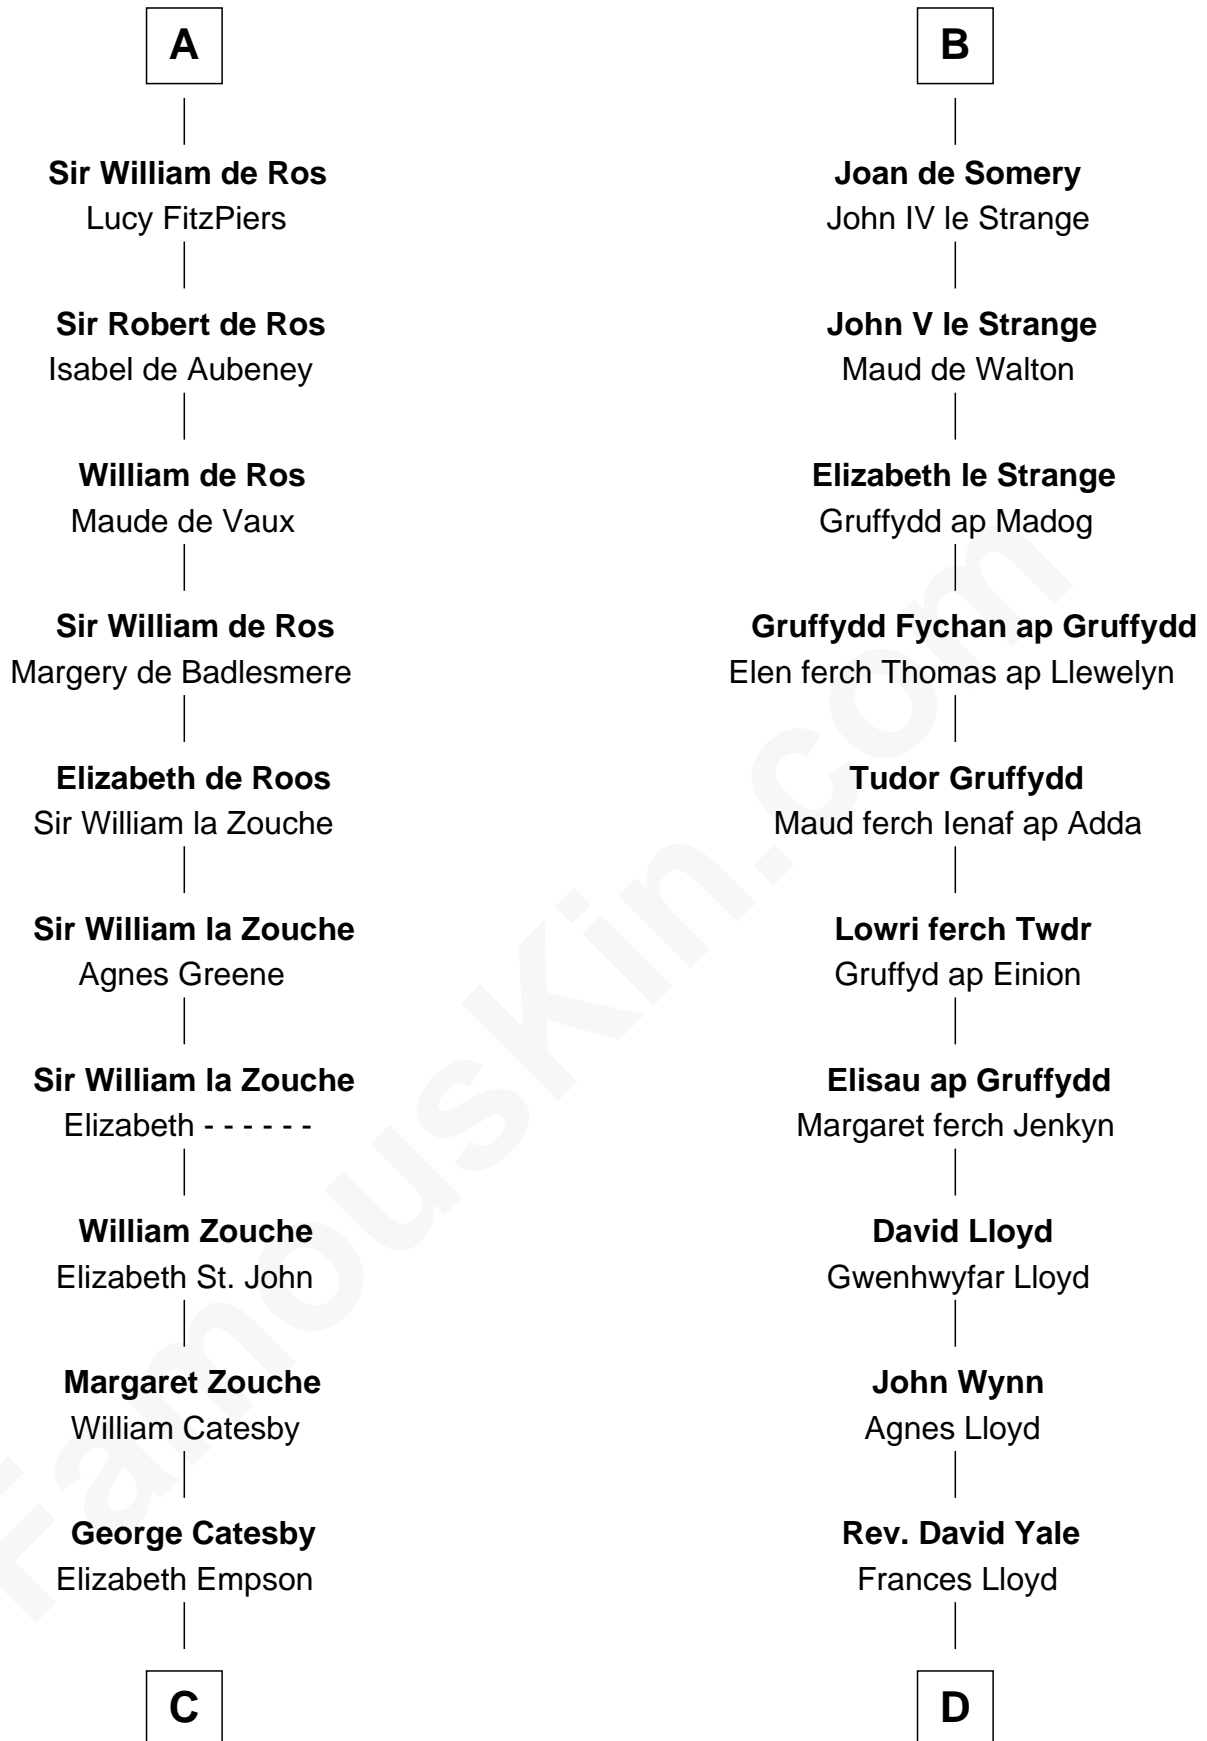 A
Sir William de Ros
Lucy FitzPiers
Sir Robert de Ros
Isabel de Aubeney
William de Ros
Maude de Vaux
Sir William de Ros
Margery de Badlesmere
Elizabeth de Roos
Sir William la Zouche
Sir William la Zouche
Agnes Greene
Sir William la Zouche
Elizabeth - - - - - -
William Zouche
Elizabeth St. John
Margaret Zouche
William Catesby
George Catesby
Elizabeth Empson
C
B
Joan de Somery
John IV le Strange
John V le Strange
Maud de Walton
Elizabeth le Strange
Gruffydd ap Madog
Gruffydd Fychan ap Gruffydd
Elen ferch Thomas ap Llewelyn
Tudor Gruffydd
Maud ferch Ienaf ap Adda
Lowri ferch Twdr
Gruffyd ap Einion
Elisau ap Gruffydd
Margaret ferch Jenkyn
David Lloyd
Gwenhwyfar Lloyd
John Wynn
Agnes Lloyd
Rev. David Yale
Frances Lloyd
D
FamousKin.com